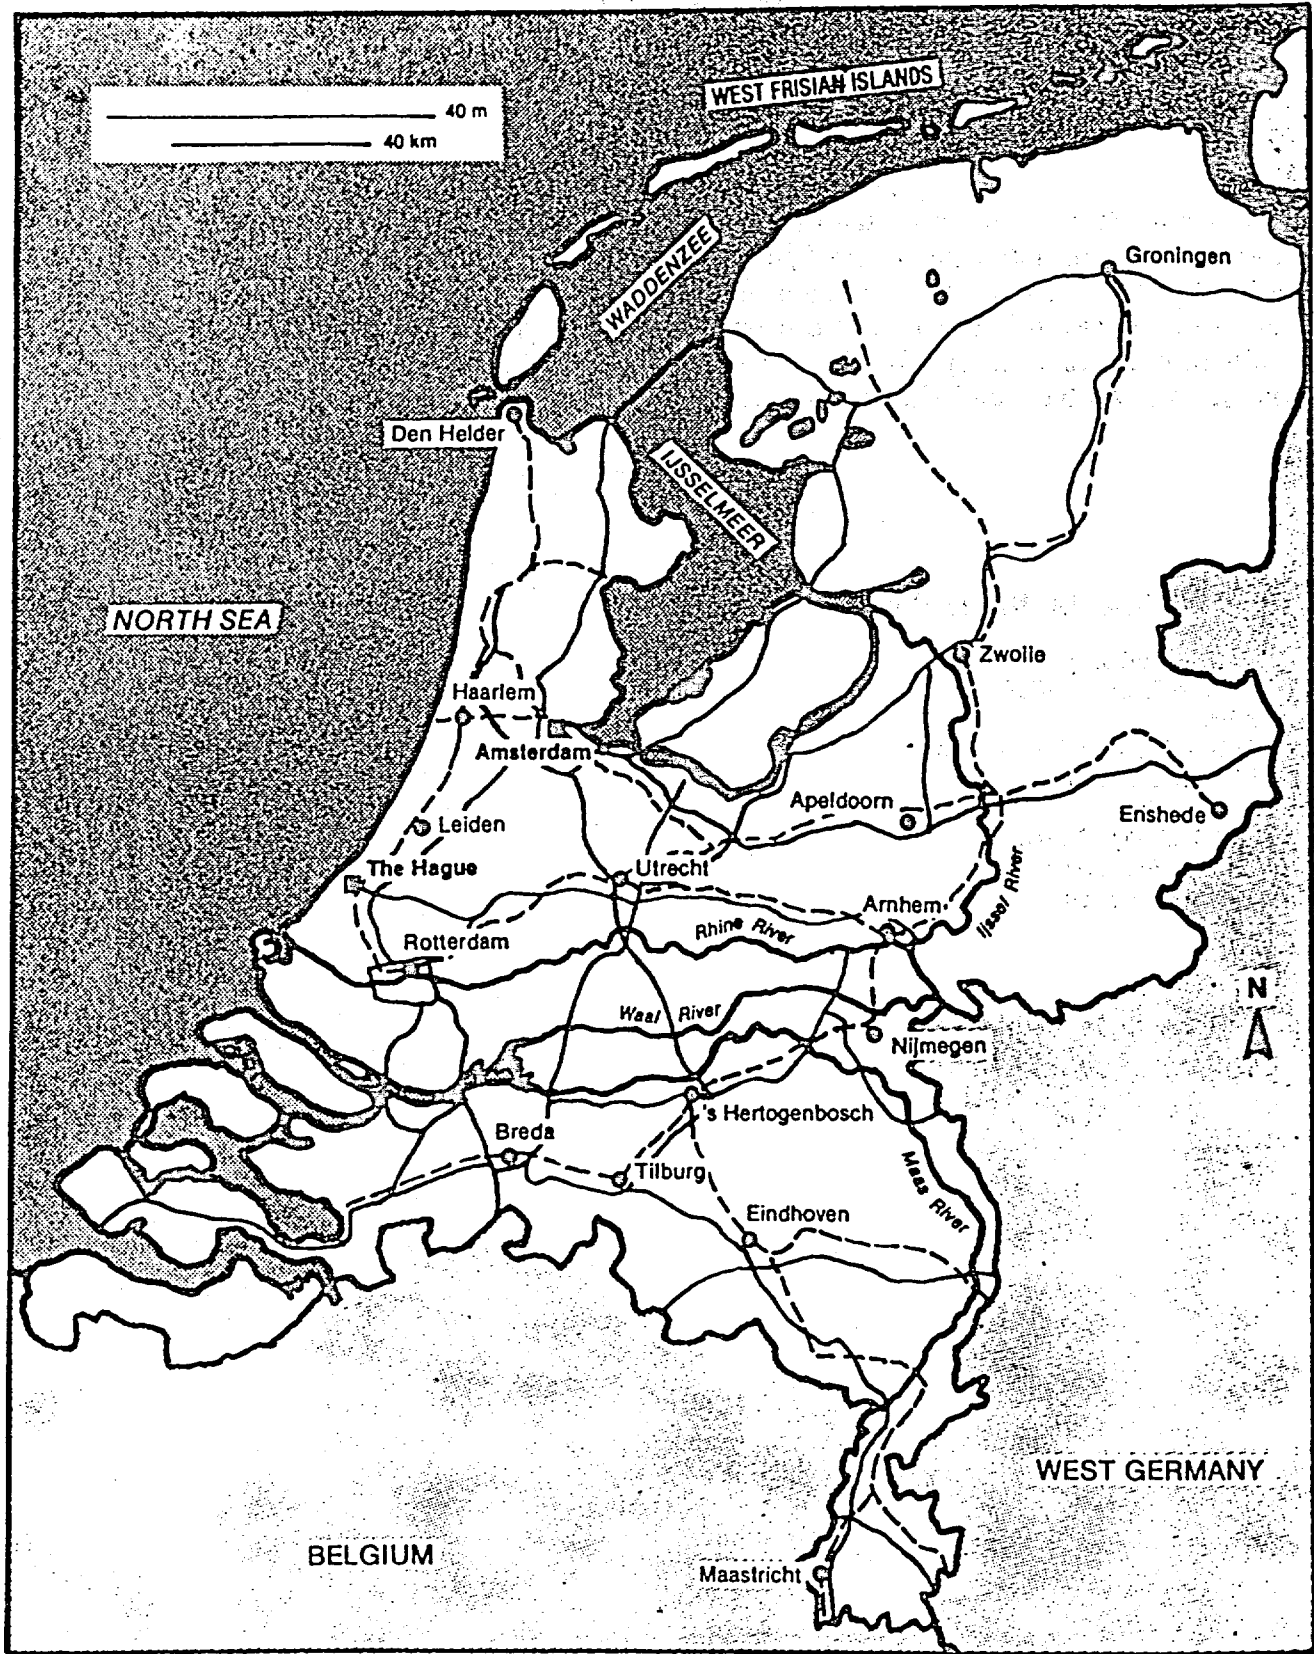 40 m
40 km
WEST FRISIAN ISLANDS
WADDENZEE
Groningen
Den Helder
IJSSELMEER
NORTH SEA
Zwolle
Haarlem
Amsterdam
Apeldoorn
Enshede
Leiden
The Hague
Utrecht
Arnhem
Ijssel River
Rhine River
Rotterdam
Waal River
N
Nijmegen
's Hertogenbosch
Breda
Tilburg
Maas River
Eindhoven
WEST GERMANY
BELGIUM
Maastricht